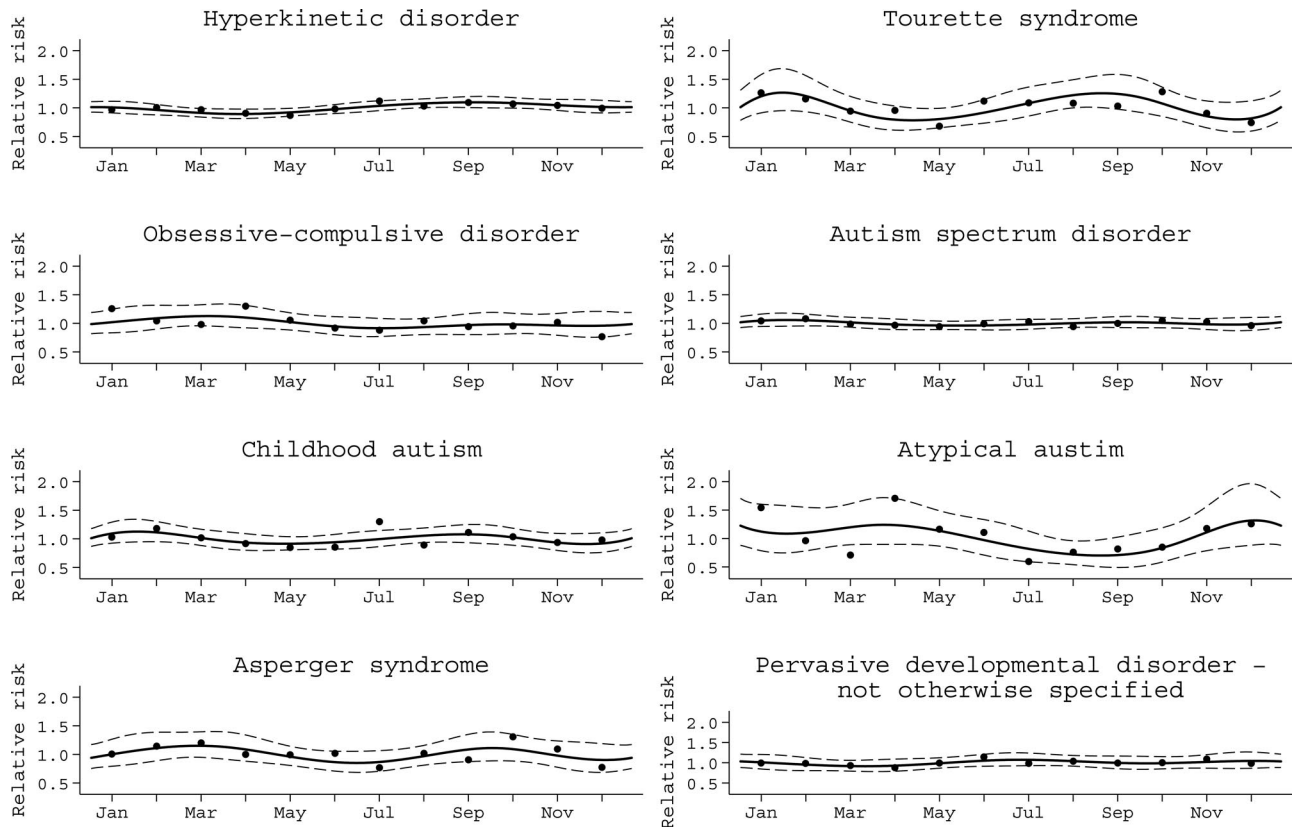 Hyperkinetic disorder
Relative risk
2.0
1.5
1.0
0.5
Jan Mar May Jul Sep Nov
Tourette syndrome
Relative risk
2.0
1.5
1.0
0.5
Jan Mar May Jul Sep Nov
Obsessive-compulsive disorder
Relative risk
2.0
1.5
1.0
0.5
Jan Mar May Jul Sep Nov
Autism spectrum disorder
Relative risk
2.0
1.5
1.0
0.5
Jan Mar May Jul Sep Nov
Childhood autism
Relative risk
2.0
1.5
1.0
0.5
Jan Mar May Jul Sep Nov
Atypical austim
Relative risk
2.0
1.5
1.0
0.5
Jan Mar May Jul Sep Nov
Asperger syndrome
Relative risk
2.0
1.5
1.0
0.5
Jan Mar May Jul Sep Nov
Pervasive developmental disorder -
not otherwise specified
Relative risk
2.0
1.5
1.0
0.5
Jan Mar May Jul Sep Nov